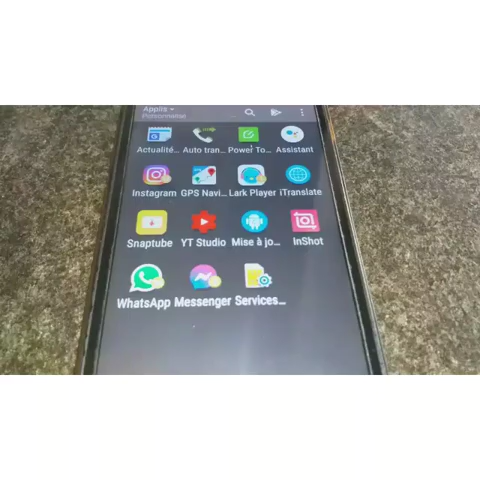 Applis
Personnaliser
Actualité... Auto tran... Power To... Assistant
Instagram GPS Navi... Lark Player iTranslate
Snaptube YT Studio Mise à jo... InShot
WhatsApp Messenger Services...